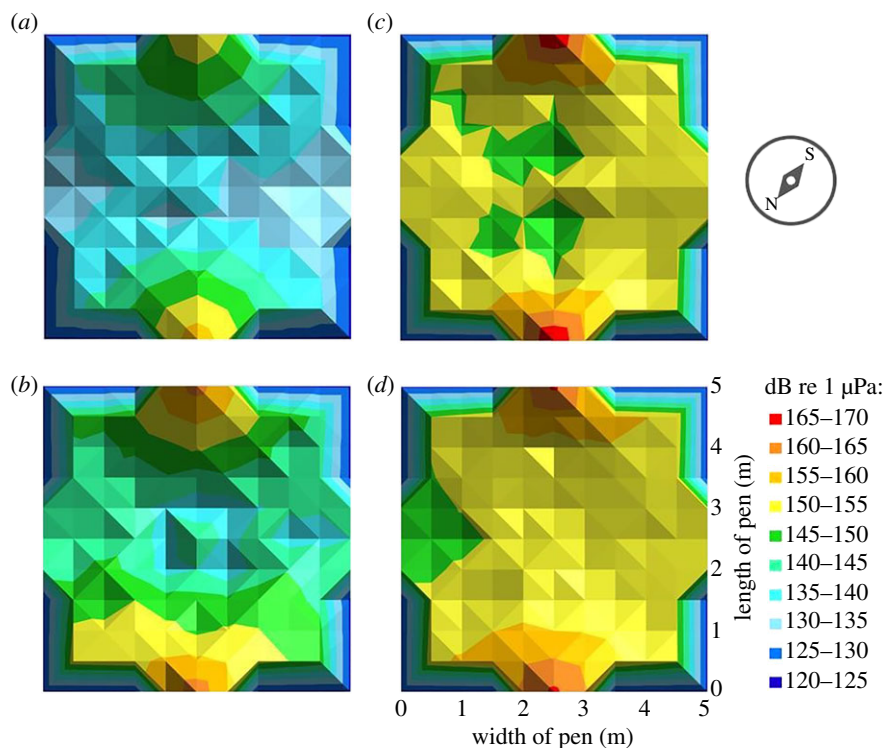 (a)
(c)
S
N
(b)
(d)
5
4
3
2
1
0
length of pen (m)
0 1 2 3 4 5
width of pen (m)
dB re 1 μPa:
165–170
160–165
155–160
150–155
145–150
140–145
135–140
130–135
125–130
120–125